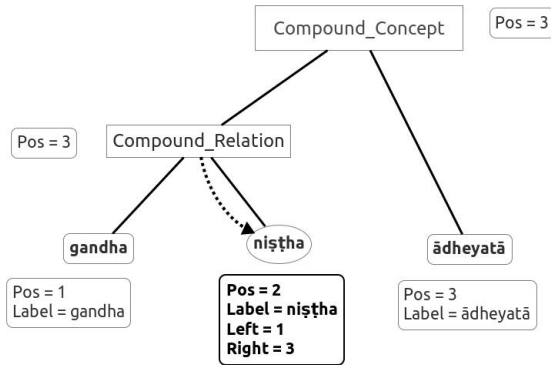 Compound_Concept
Pos = 3
Pos = 3
Compound_Relation
gandha
niṣṭha
ādheyatā
Pos = 1
Label = gandha
Pos = 2
Label = niṣṭha
Left = 1
Right = 3
Pos = 3
Label = ādheyatā